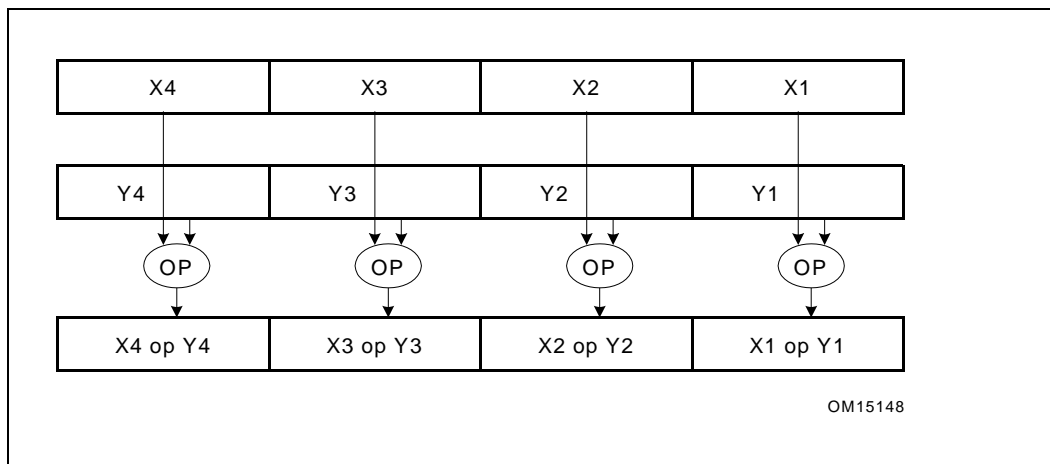 X4 X3 X2 X1
Y4 Y3 Y2 Y1
OP OP OP OP
X4 op Y4 X3 op Y3 X2 op Y2 X1 op Y1
OM15148